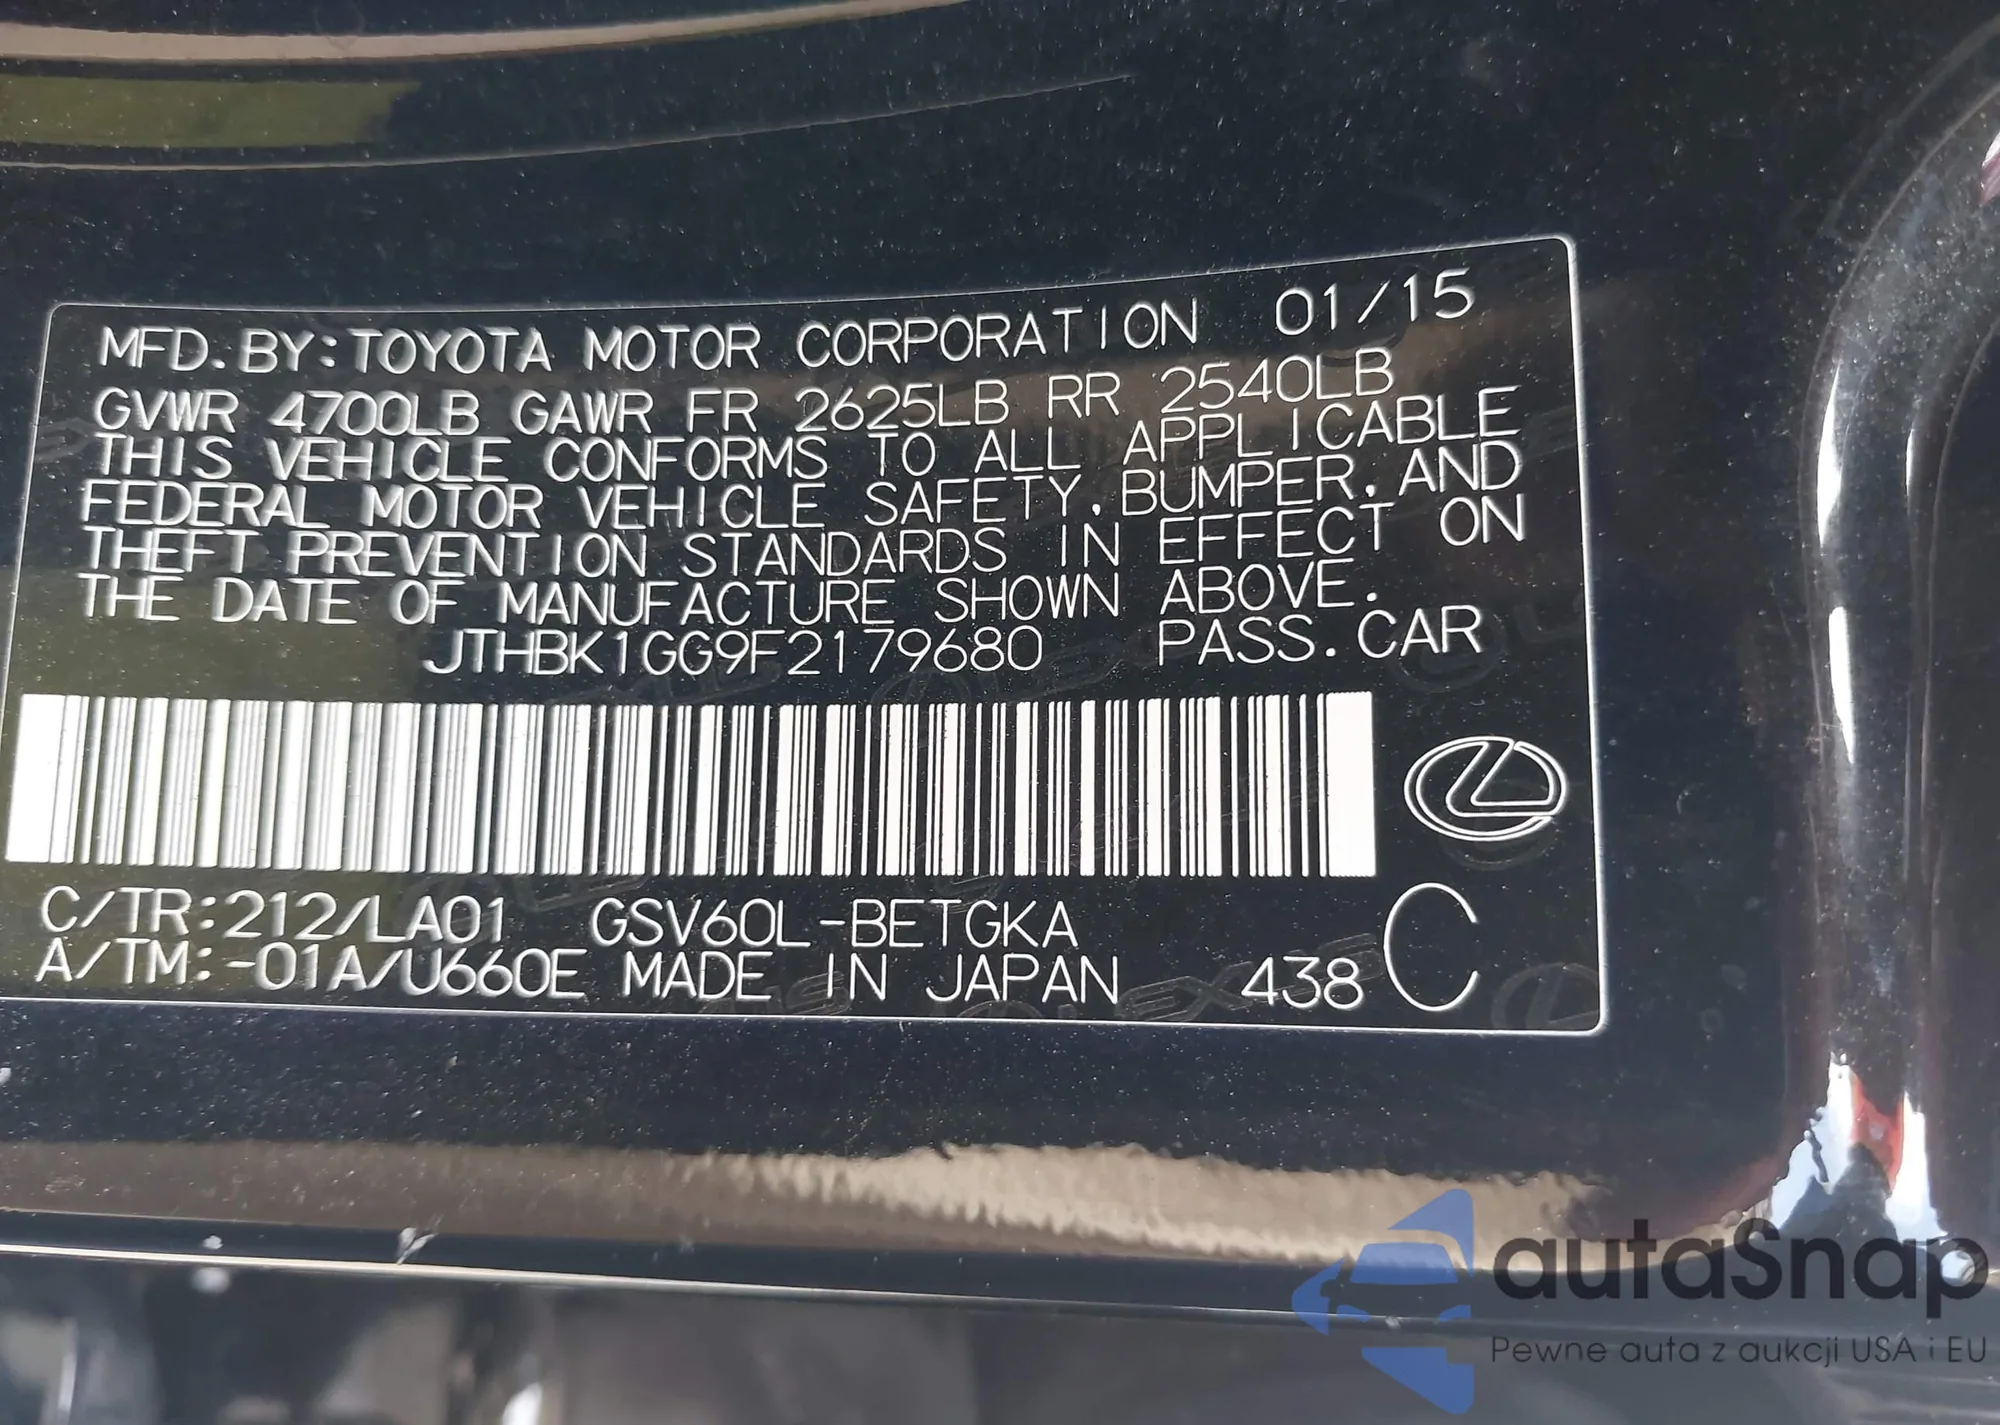 MFD. BY: TOYOTA MOTOR CORPORATION 01/15
GVWR 4700LB GAWR FR 2625LB RR 2540LB
THIS VEHICLE CONFORMS TO ALL APPLICABLE
FEDERAL MOTOR VEHICLE SAFETY, BUMPER, AND
THEFT PREVENTION STANDARDS IN EFFECT ON
THE DATE OF MANUFACTURE SHOWN ABOVE.
JTHBK1GG9F2179680 PASS. CAR
C/TR:212/LA01 GSV60L-BETGKA
A/TM:-01A/U660E MADE IN JAPAN 438 C
autaSnap
Pewne auta z aukcji USA i EU